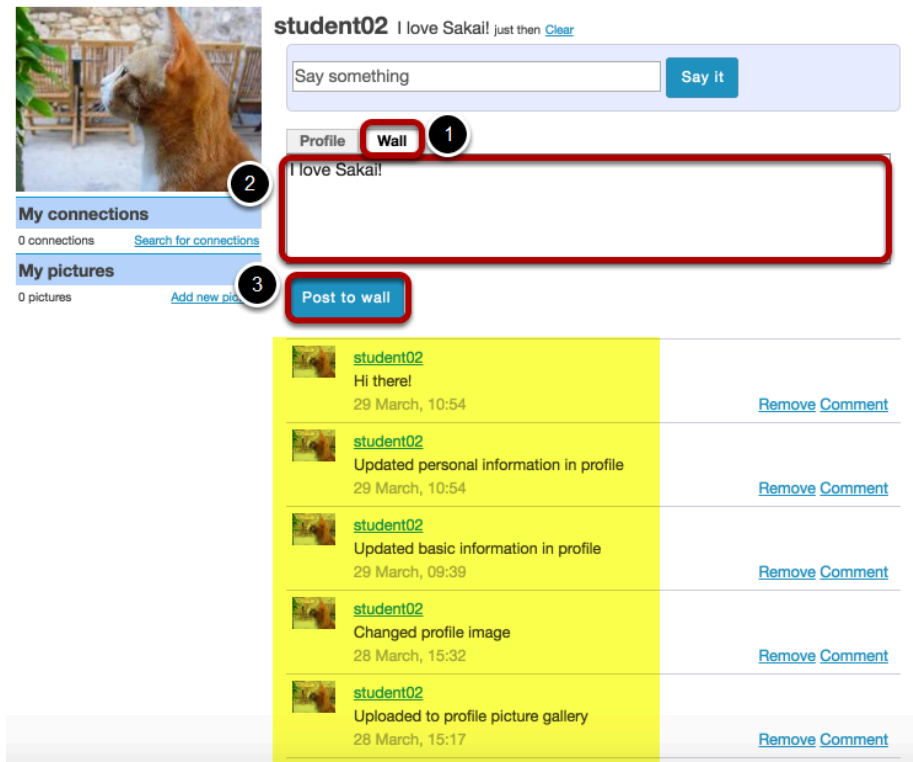 student02 I love Sakai! just then Clear
Say something
Say it
Profile Wall 1
I love Sakai!
2
My connections
0 connections Search for connections
My pictures
0 pictures Add new
3
Post to wall
student02
Hi there!
29 March, 10:54
Remove Comment
student02
Updated personal information in profile
29 March, 10:54
Remove Comment
student02
Updated basic information in profile
29 March, 09:39
Remove Comment
student02
Changed profile image
28 March, 15:32
Remove Comment
student02
Uploaded to profile picture gallery
28 March, 15:17
Remove Comment